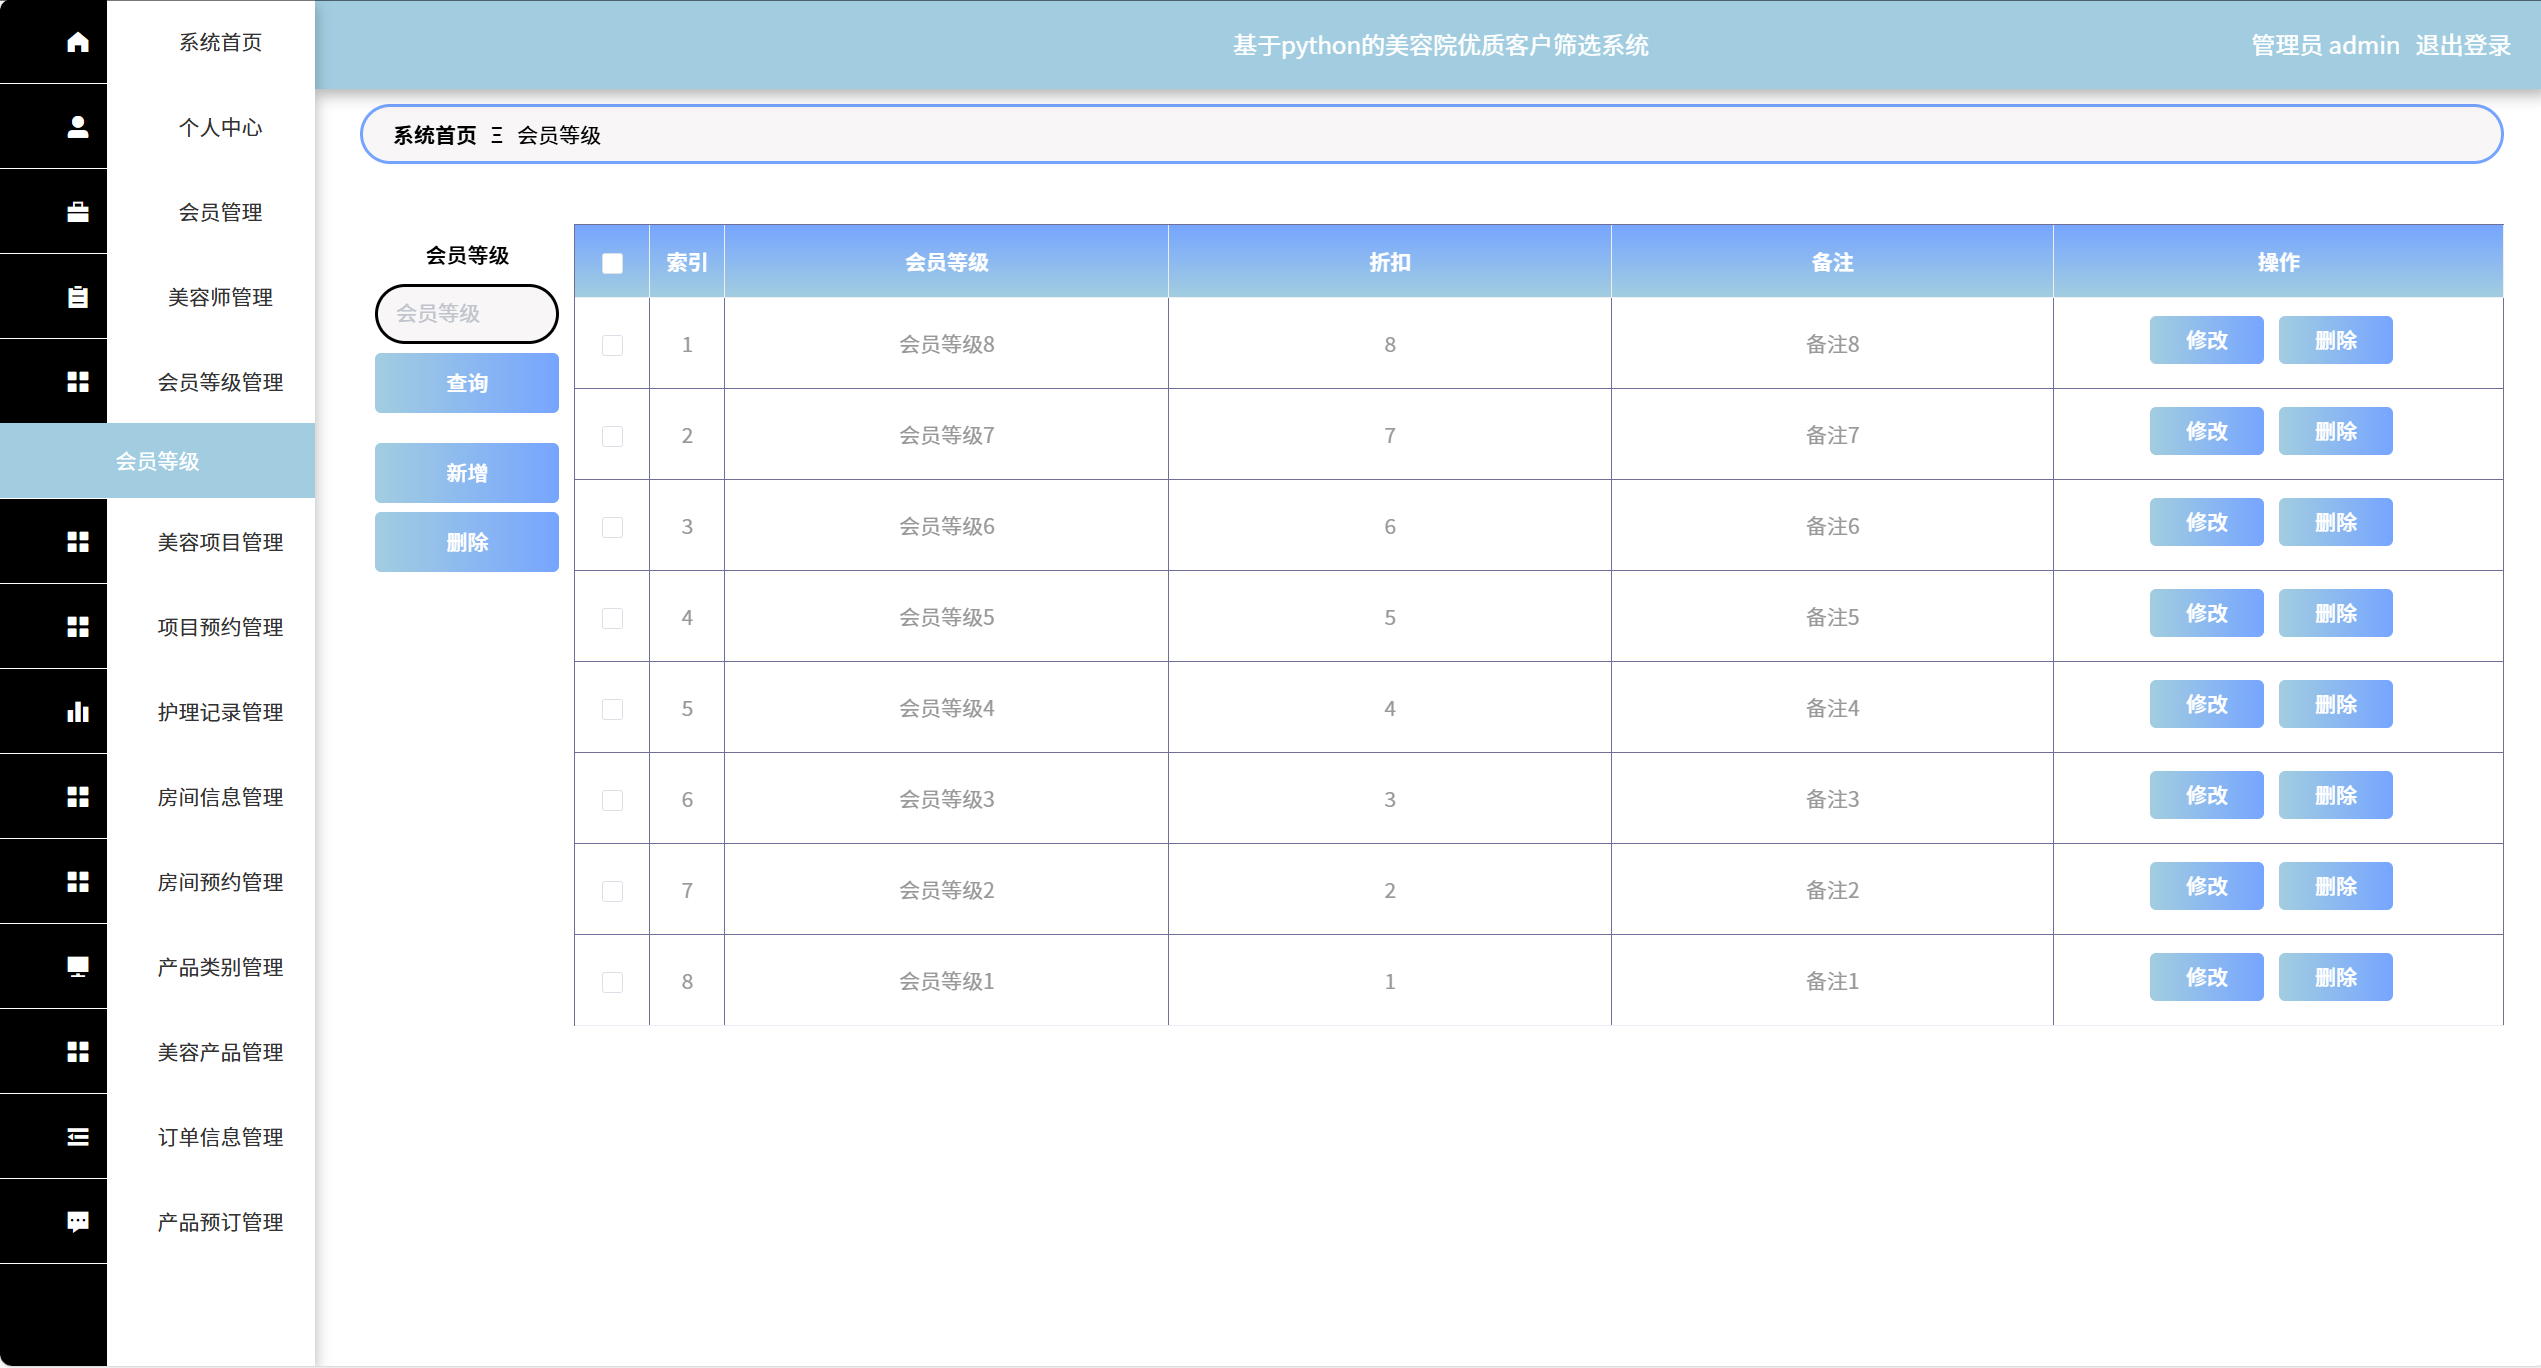 系统首页
个人中心
会员管理
美容师管理
会员等级管理
会员等级
美容项目管理
项目预约管理
护理记录管理
房间信息管理
房间预约管理
产品类别管理
美容产品管理
订单信息管理
产品预订管理
基于python的美容院优质客户筛选系统
管理员 admin 退出登录
系统首页 Ξ 会员等级
会员等级
会员等级
查询
新增
删除
索引 会员等级 折扣 备注 操作
1 会员等级8 8 备注8 修改 删除
2 会员等级7 7 备注7 修改 删除
3 会员等级6 6 备注6 修改 删除
4 会员等级5 5 备注5 修改 删除
5 会员等级4 4 备注4 修改 删除
6 会员等级3 3 备注3 修改 删除
7 会员等级2 2 备注2 修改 删除
8 会员等级1 1 备注1 修改 删除